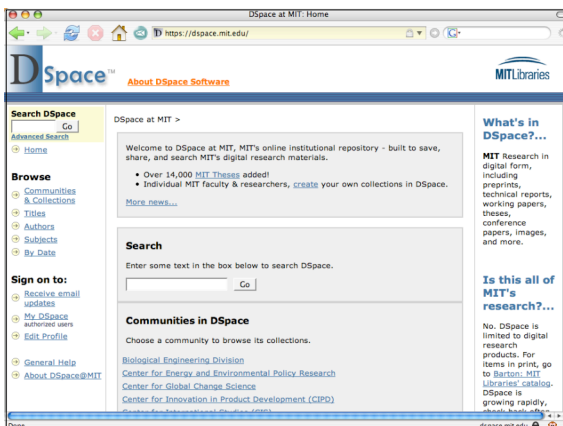 DSpace at MIT: Home
https://dspace.mit.edu/
DSpace™
About DSpace Software
MITLibraries
Search DSpace
Go
Advanced Search
Home
Browse
Communities
& Collections
Titles
Authors
Subjects
By Date
Sign on to:
Receive email
updates
My DSpace
authorized users
Edit Profile
General Help
About DSpace@MIT
DSpace at MIT >
Welcome to DSpace at MIT, MIT's online institutional repository - built to save,
share, and search MIT's digital research materials.
• Over 14,000 MIT Theses added!
• Individual MIT faculty & researchers, create your own collections in DSpace.
More news...
Search
Enter some text in the box below to search DSpace.
Go
Communities in DSpace
Choose a community to browse its collections.
Biological Engineering Division
Center for Energy and Environmental Policy Research
Center for Global Change Science
Center for Innovation in Product Development (CIPD)
Center for International Studies (CIS)
What's in
DSpace?...
MIT Research in
digital form,
including
preprints,
technical reports,
working papers,
theses,
conference
papers, images,
and more.
Is this all of
MIT's
research?...
No. DSpace is
limited to digital
research
products. For
items in print, go
to Barton: MIT
Libraries' catalog.
DSpace is
growing rapidly,
check back often
Done
dspace.mit.edu